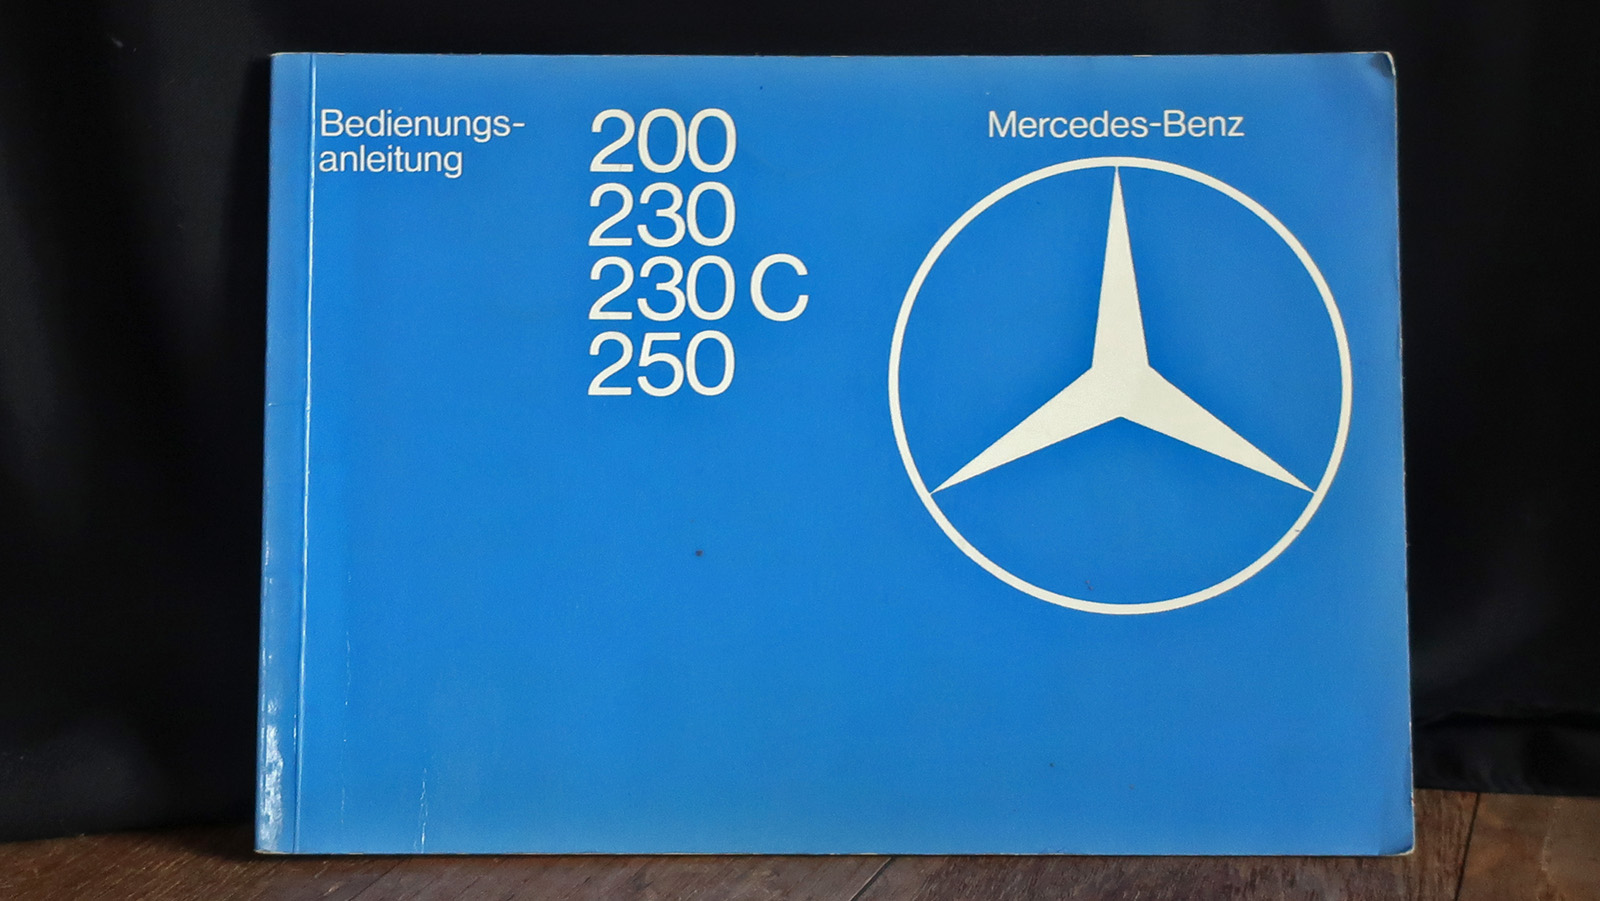 Bedienungs-
anleitung
200
230
230 C
250
Mercedes-Benz